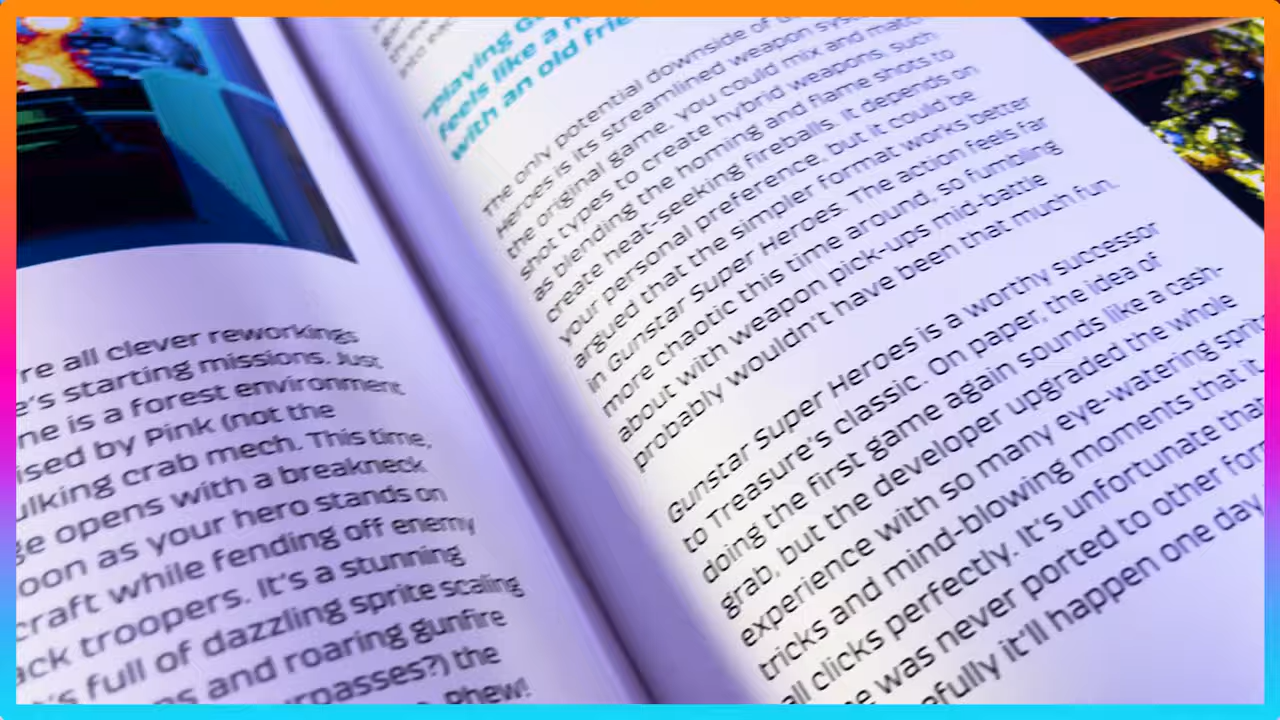 're all clever reworkings
e's starting missions. Just
ne is a forest environment
ised by Pink (not the
ulking crab mech. This time,
ge opens with a breakneck
oon as your hero stands on
craft while fending off enemy
ack troopers. It's a stunning
's full of dazzling sprite scaling
ns and roaring gunfire
urpasses?) the
Phew!
playing
feels like a
with an old
The only potential downside of
Heroes is its streamlined weapon
the original game, you could mix and
shot types to create hybrid weapons, such
as blending the homing and flame shots to
create heat-seeking fireballs. It depends on
your personal preference, but it could be
argued that the simpler format works better
in Gunstar Super Heroes. The action feels far
more chaotic this time around, so fumbling
about with weapon pick-ups mid-battle
probably wouldn't have been that much fun.
Gunstar Super Heroes is a worthy successor
to Treasure's classic. On paper, the idea of
doing the first game again sounds like a cash-
grab, but the developer upgraded the whole
experience with so many eye-watering sprit
tricks and mind-blowing moments that it
all clicks perfectly. It's unfortunate that
e was never ported to other for
efully it'll happen one day